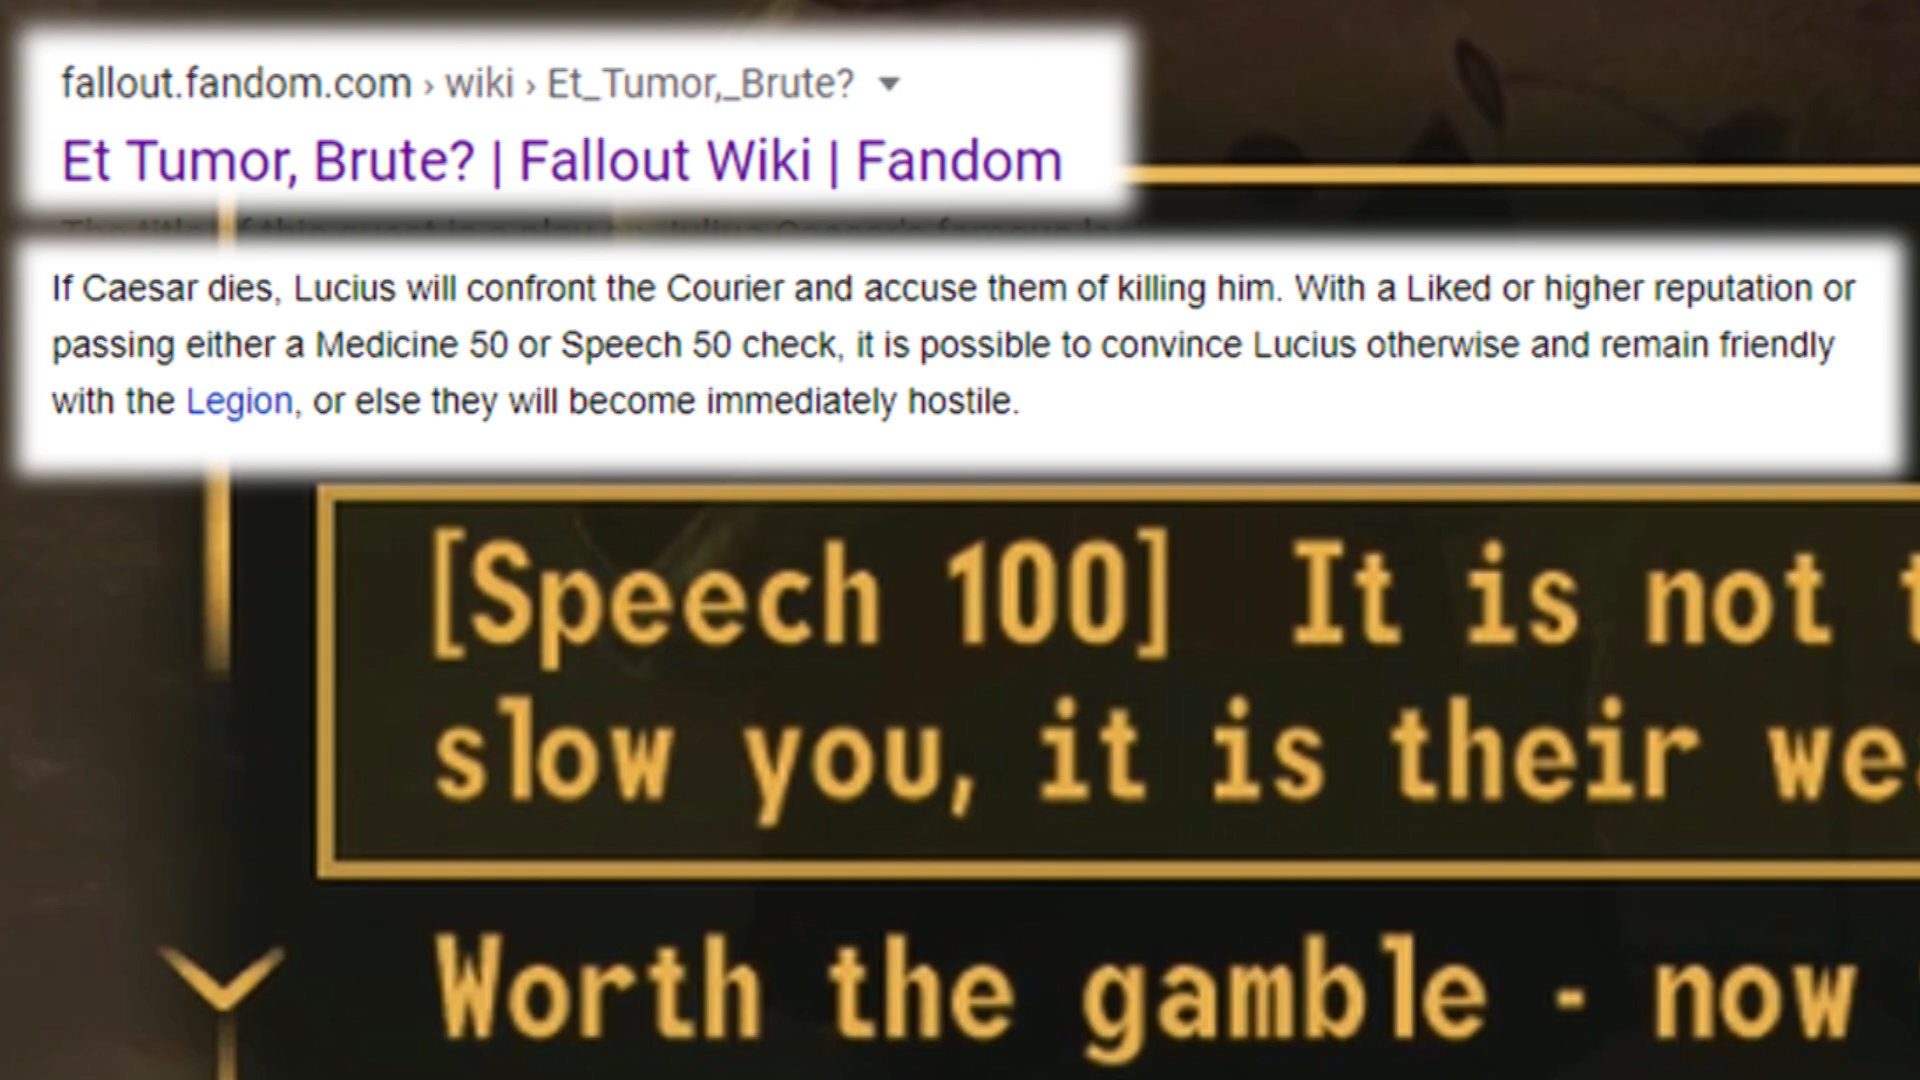 fallout.fandom.com › wiki › Et_Tumor,_Brute?
Et Tumor, Brute? | Fallout Wiki | Fandom
If Caesar dies, Lucius will confront the Courier and accuse them of killing him. With a Liked or higher reputation or
passing either a Medicine 50 or Speech 50 check, it is possible to convince Lucius otherwise and remain friendly
with the Legion, or else they will become immediately hostile.
[Speech 100] It is not
slow you, it is their
Worth the gamble - now